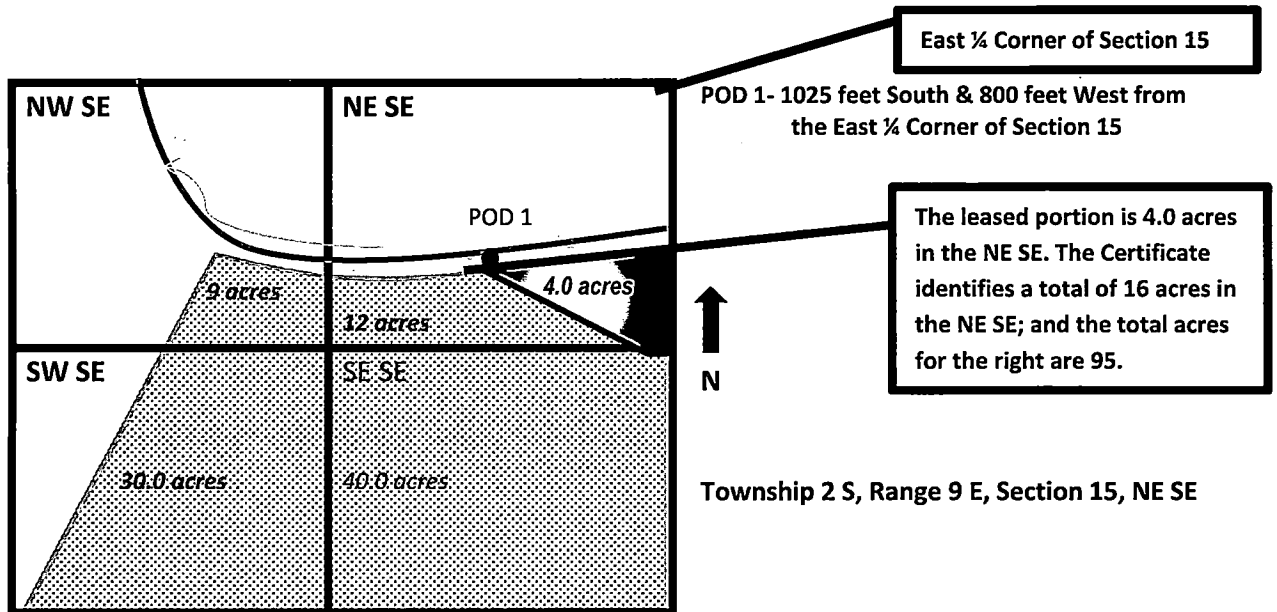 East ¼ Corner of Section 15
NW SE
NE SE
POD 1- 1025 feet South & 800 feet West from
the East ¼ Corner of Section 15
POD 1
The leased portion is 4.0 acres
in the NE SE. The Certificate
identifies a total of 16 acres in
the NE SE; and the total acres
for the right are 95.
4.0 acres
9 acres
12 acres
SW SE
SE SE
N
30.0 acres
40.0 acres
Township 2 S, Range 9 E, Section 15, NE SE